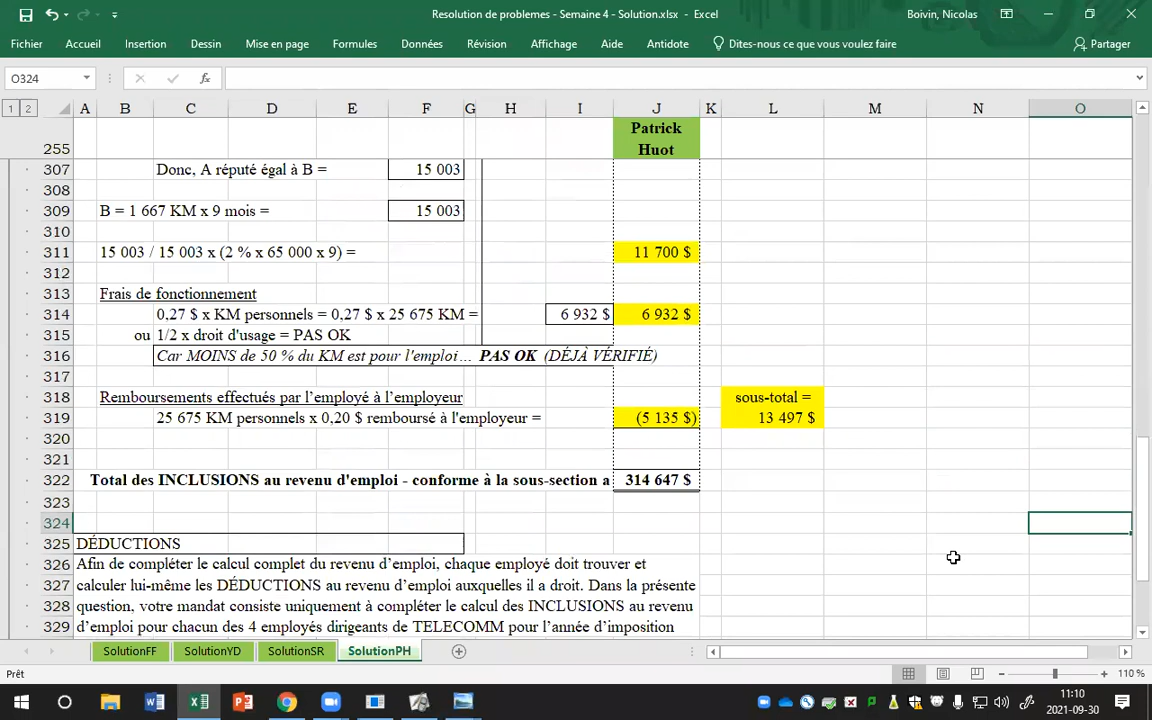 Resolution de problemes - Semaine 4 - Solution.xlsx - Excel
Boivin, Nicolas
Fichier Accueil Insertion Dessin Mise en page Formules Données Révision Affichage Aide Antidote Dites-nous ce que vous voulez faire Partager
O324 fx
1 2 A B C D E F G H I J K L M N O
255 Patrick
Huot
307 Donc, A réputé égal à B = 15 003
308
309 B = 1 667 KM x 9 mois = 15 003
310
311 15 003 / 15 003 x (2 % x 65 000 x 9) = 11 700 $
312
313 Frais de fonctionnement
314 0,27 $ x KM personnels = 0,27 $ x 25 675 KM = 6 932 $ 6 932 $
315 ou 1/2 x droit d'usage = PAS OK
316 Car MOINS de 50 % du KM est pour l'emploi… PAS OK (DÉJÀ VÉRIFIÉ)
317
318 Remboursements effectués par l’employé à l’employeur sous-total =
319 25 675 KM personnels x 0,20 $ remboursé à l'employeur = (5 135 $) 13 497 $
320
321
322 Total des INCLUSIONS au revenu d'emploi - conforme à la sous-section a 314 647 $
323
324
325 DÉDUCTIONS
326 Afin de compléter le calcul complet du revenu d’emploi, chaque employé doit trouver et
327 calculer lui-même les DÉDUCTIONS au revenu d’emploi auxquelles il a droit. Dans la présente
328 question, votre mandat consiste uniquement à compléter le calcul des INCLUSIONS au revenu
329 d’emploi pour chacun des 4 employés dirigeants de TELECOMM pour l’année d’imposition
SolutionFF SolutionYD SolutionSR SolutionPH
Prêt 110 %
11:10
2021-09-30